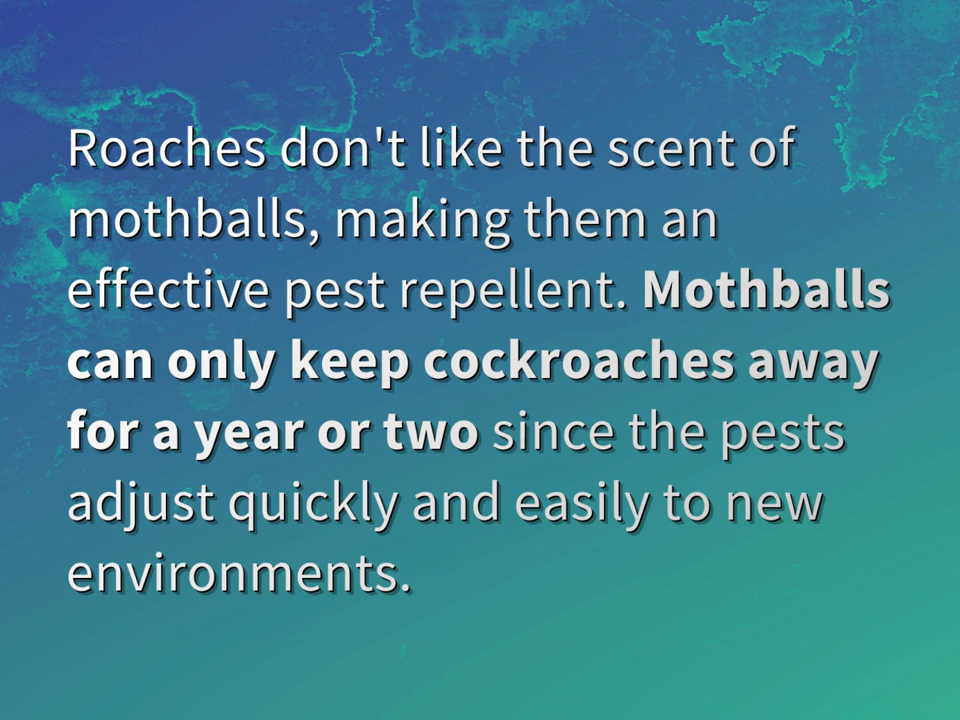 Roaches don't like the scent of
mothballs, making them an
effective pest repellent. Mothballs
can only keep cockroaches away
for a year or two since the pests
adjust quickly and easily to new
environments.